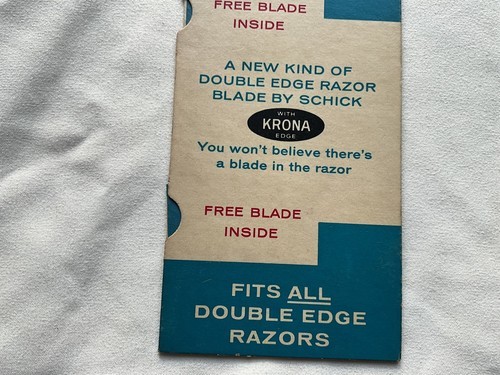 FREE BLADE
INSIDE
A NEW KIND OF
DOUBLE EDGE RAZOR
BLADE BY SCHICK
WITH
KRONA
EDGE
You won't believe there's
a blade in the razor
FREE BLADE
INSIDE
FITS ALL
DOUBLE EDGE
RAZORS